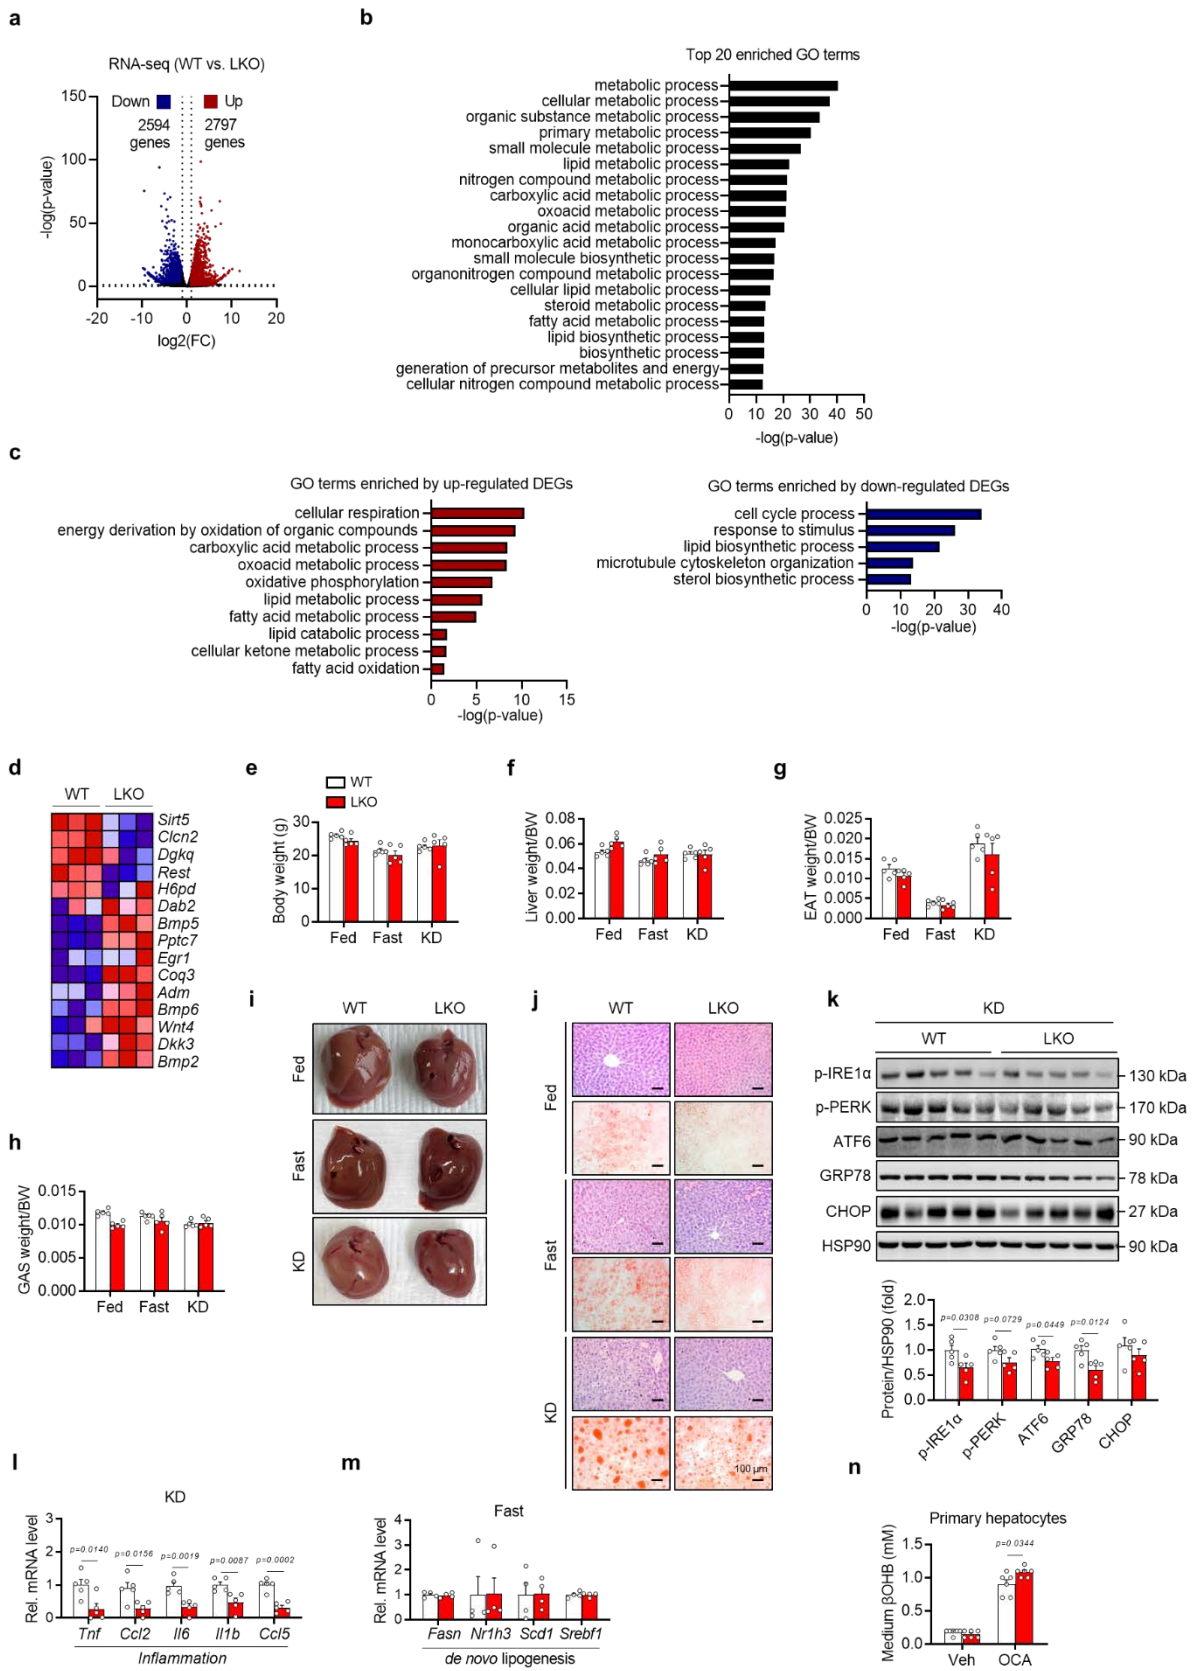 a
RNA-seq (WT vs. LKO)
Down Up
2594 genes
2797 genes
-log(p-value)
150
100
50
0
-20 -10 0 10 20
log2(FC)
b
Top 20 enriched GO terms
metabolic process
cellular metabolic process
organic substance metabolic process
primary metabolic process
small molecule metabolic process
lipid metabolic process
nitrogen compound metabolic process
carboxylic acid metabolic process
oxoacid metabolic process
organic acid metabolic process
monocarboxylic acid metabolic process
small molecule biosynthetic process
organonitrogen compound metabolic process
cellular lipid metabolic process
steroid metabolic process
fatty acid metabolic process
lipid biosynthetic process
biosynthetic process
generation of precursor metabolites and energy
cellular nitrogen compound metabolic process
0 10 20 30 40 50
-log(p-value)
c
GO terms enriched by up-regulated DEGs
cellular respiration
energy derivation by oxidation of organic compounds
carboxylic acid metabolic process
oxoacid metabolic process
oxidative phosphorylation
lipid metabolic process
fatty acid metabolic process
lipid catabolic process
cellular ketone metabolic process
fatty acid oxidation
0 5 10 15
-log(p-value)
GO terms enriched by down-regulated DEGs
cell cycle process
response to stimulus
lipid biosynthetic process
microtubule cytoskeleton organization
sterol biosynthetic process
0 10 20 30 40
-log(p-value)
d
WT LKO
Sirt5
Clcn2
Dgkq
Rest
H6pd
Dab2
Bmp5
Pptc7
Egr1
Coq3
Adm
Bmp6
Wnt4
Dkk3
Bmp2
e
WT
LKO
Body weight (g)
30
20
10
0
Fed Fast KD
f
Liver weight/BW
0.08
0.06
0.04
0.02
0.00
Fed Fast KD
g
EAT weight/BW
0.025
0.020
0.015
0.010
0.005
0.000
Fed Fast KD
h
GAS weight/BW
0.015
0.010
0.005
0.000
Fed Fast KD
i
WT LKO
Fed
Fast
KD
j
WT LKO
Fed
Fast
KD
100 μm
k
KD
WT LKO
p-IRE1α 130 kDa
p-PERK 170 kDa
ATF6 90 kDa
GRP78 78 kDa
CHOP 27 kDa
HSP90 90 kDa
Protein/HSP90 (fold)
2.0
1.5
1.0
0.5
0.0
p=0.0308 p=0.0729 p=0.0449 p=0.0124
p-IRE1α p-PERK ATF6 GRP78 CHOP
l
KD
Rel. mRNA level
3
2
1
0
p=0.0140 p=0.0156 p=0.0019 p=0.0087 p=0.0002
Tnf Ccl2 Il6 Il1b Ccl5
Inflammation
m
Fast
Rel. mRNA level
4
3
2
1
0
Fasn Nr1h3 Scd1 Srebf1
de novo lipogenesis
n
Primary hepatocytes
Medium βOHB (mM)
1.5
1.0
0.5
0.0
p=0.0344
Veh OCA